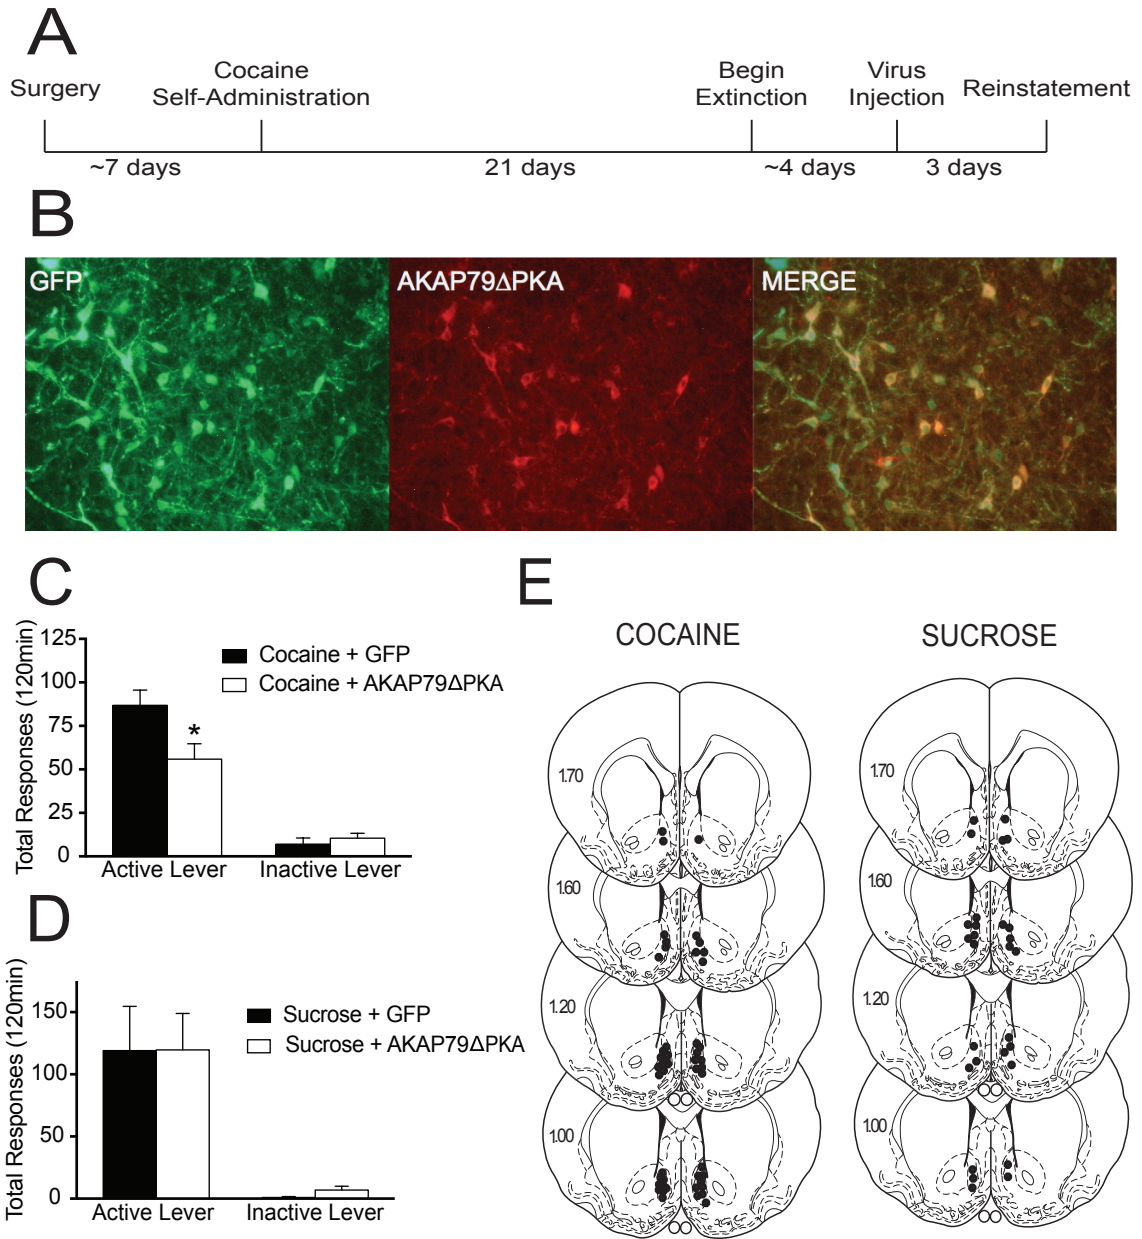 A
Surgery
Cocaine
Self-Administration
Begin
Extinction
Virus
Injection
Reinstatement
~7 days
21 days
~4 days
3 days
B
GFP
AKAP79ΔPKA
MERGE
C
Total Responses (120min)
125
100
75
50
25
0
Cocaine + GFP
Cocaine + AKAP79ΔPKA
*
Active Lever
Inactive Lever
D
Total Responses (120min)
150
100
50
0
Sucrose + GFP
Sucrose + AKAP79ΔPKA
Active Lever
Inactive Lever
E
COCAINE
1.70
1.60
1.20
1.00
SUCROSE
1.70
1.60
1.20
1.00